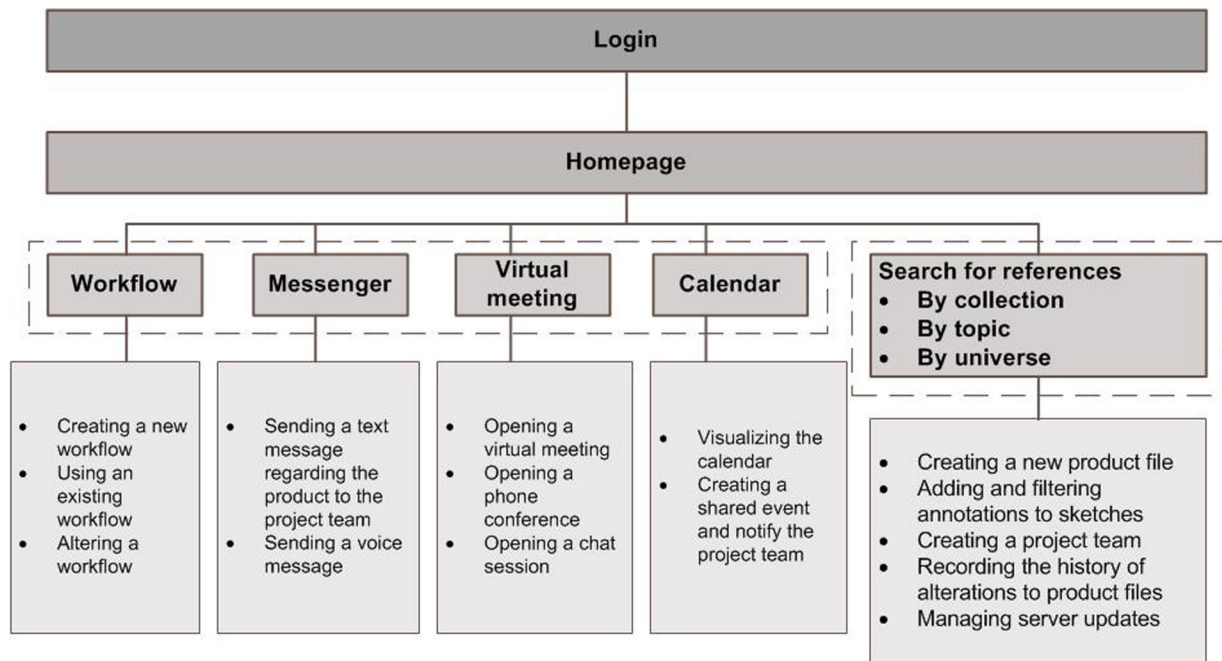 Login
Homepage
Workflow
Messenger
Virtual
meeting
Calendar
Search for references
• By collection
• By topic
• By universe
• Creating a new
workflow
• Using an
existing
workflow
• Altering a
workflow
• Sending a text
message
regarding the
product to the
project team
• Sending a voice
message
• Opening a
virtual meeting
• Opening a
phone
conference
• Opening a chat
session
• Visualizing the
calendar
• Creating a
shared event
and notify the
project team
• Creating a new product file
• Adding and filtering
annotations to sketches
• Creating a project team
• Recording the history of
alterations to product files
• Managing server updates